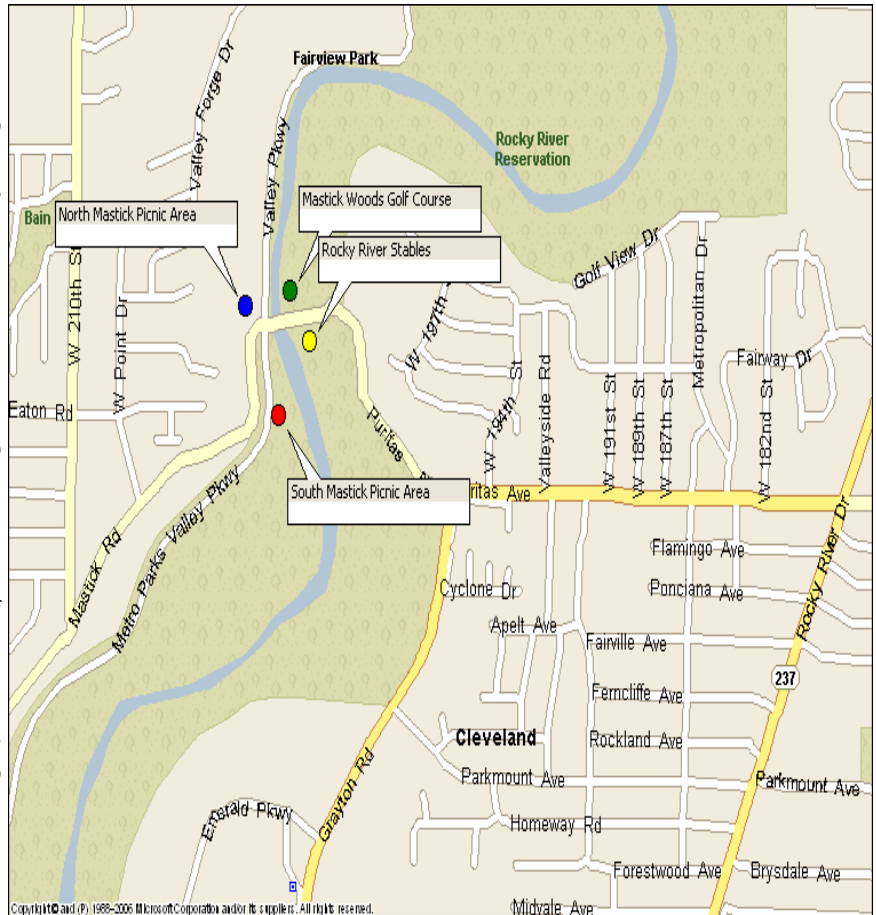 Fairview Park
Valley Forge Dr
Valley Pkwy
Rocky River
Reservation
Bain
North Mastick Picnic Area
Mastick Woods Golf Course
Rocky River Stables
W 210th St
W Point Dr
Golf View Dr
Metropolitan Dr
W 197th
W 194th St
Valleyside Rd
W 191st St
W 189th St
W 187th St
W 182nd St
Fairway Dr
Eaton Rd
Puritas
South Mastick Picnic Area
ritas Ave
Mastick Rd
Metro Parks Valley Pkwy
Rocky River Dr
Flamingo Ave
Cyclone Dr
Ponciana Ave
Apelt Ave
Fairville Ave
237
Ferncliffe Ave
Cleveland
Rockland Ave
Parkmount Ave
Parkmount Ave
Grayton Rd
Emerald Pkwy
Homeway Rd
Forestwood Ave
Brysdale Ave
Midvale Ave
Copyright © and (P) 1988-2006 Microsoft Corporation and/or its suppliers. All rights reserved.